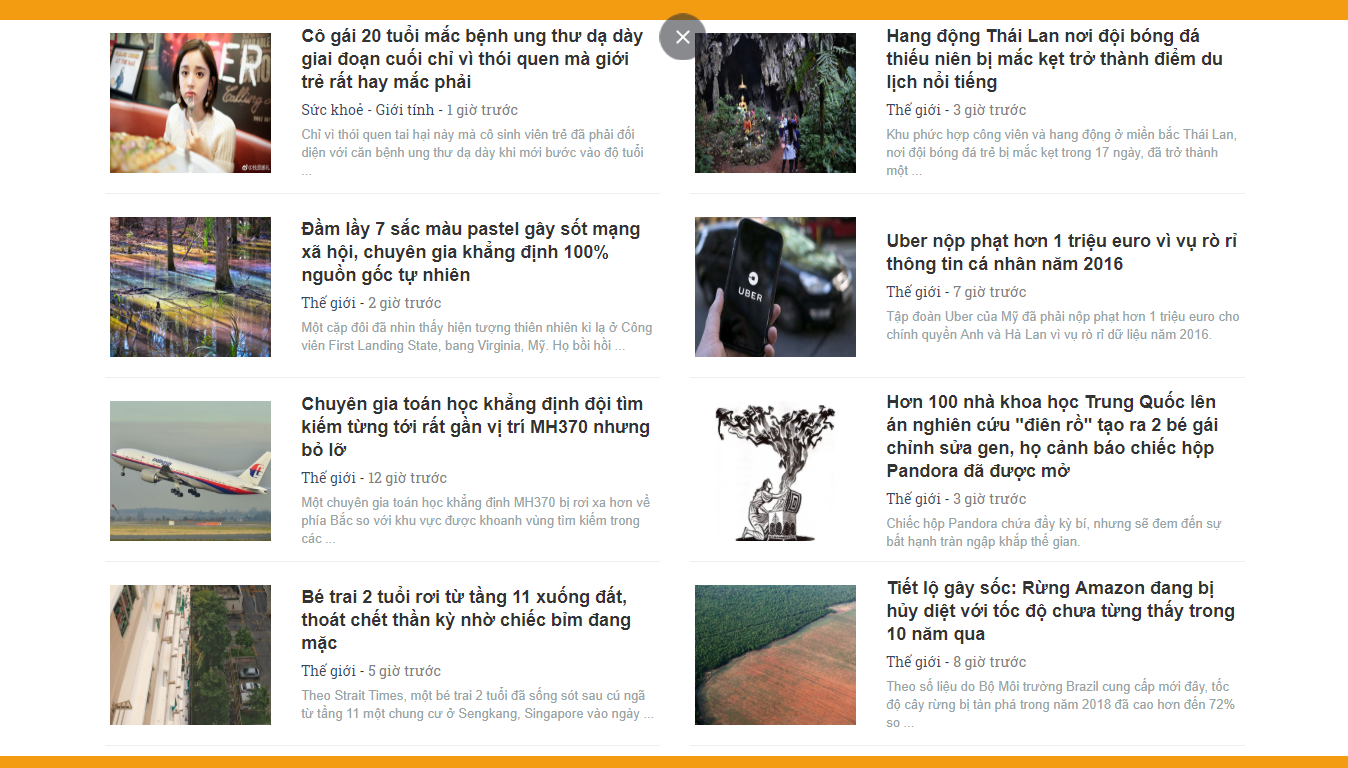 Cô gái 20 tuổi mắc bệnh ung thư dạ dày
giai đoạn cuối chỉ vì thói quen mà giới
trẻ rất hay mắc phải
Sức khoẻ - Giới tính - 1 giờ trước
Chỉ vì thói quen tai hại này mà cô sinh viên trẻ đã phải đối
diện với căn bệnh ung thư dạ dày khi mới bước vào độ tuổi
...
Hang động Thái Lan nơi đội bóng đá
thiếu niên bị mắc kẹt trở thành điểm du
lịch nổi tiếng
Thế giới - 3 giờ trước
Khu phức hợp công viên và hang động ở miền bắc Thái Lan,
nơi đội bóng đá trẻ bị mắc kẹt trong 17 ngày, đã trở thành
một ...
Đầm lầy 7 sắc màu pastel gây sốt mạng
xã hội, chuyên gia khẳng định 100%
nguồn gốc tự nhiên
Thế giới - 2 giờ trước
Một cặp đôi đã nhìn thấy hiện tượng thiên nhiên kì lạ ở Công
viên First Landing State, bang Virginia, Mỹ. Họ bồi hồi ...
UBER
Uber nộp phạt hơn 1 triệu euro vì vụ rò rỉ
thông tin cá nhân năm 2016
Thế giới - 7 giờ trước
Tập đoàn Uber của Mỹ đã phải nộp phạt hơn 1 triệu euro cho
chính quyền Anh và Hà Lan vì vụ rò rỉ dữ liệu năm 2016.
Chuyên gia toán học khẳng định đội tìm
kiếm từng tới rất gần vị trí MH370 nhưng
bỏ lỡ
Thế giới - 12 giờ trước
Một chuyên gia toán học khẳng định MH370 bị rơi xa hơn về
phía Bắc so với khu vực được khoanh vùng tìm kiếm trong
các ...
Hơn 100 nhà khoa học Trung Quốc lên
án nghiên cứu "điên rồ" tạo ra 2 bé gái
chỉnh sửa gen, họ cảnh báo chiếc hộp
Pandora đã được mở
Thế giới - 3 giờ trước
Chiếc hộp Pandora chứa đầy kỳ bí, nhưng sẽ đem đến sự
bất hạnh tràn ngập khắp thế gian.
Bé trai 2 tuổi rơi từ tầng 11 xuống đất,
thoát chết thần kỳ nhờ chiếc bỉm đang
mặc
Thế giới - 5 giờ trước
Theo Strait Times, một bé trai 2 tuổi đã sống sót sau cú ngã
từ tầng 11 một chung cư ở Sengkang, Singapore vào ngày ...
Tiết lộ gây sốc: Rừng Amazon đang bị
hủy diệt với tốc độ chưa từng thấy trong
10 năm qua
Thế giới - 8 giờ trước
Theo số liệu do Bộ Môi trường Brazil cung cấp mới đây, tốc
độ cây rừng bị tàn phá trong năm 2018 đã cao hơn đến 72%
so ...